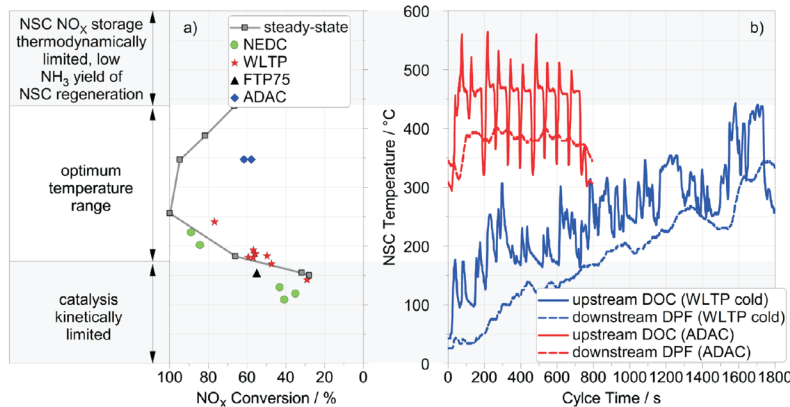 NSC NOX storage
thermodynamically
limited, low
NH3 yield of
NSC regeneration
optimum
temperature
range
catalysis
kinetically
limited
a)
steady-state
NEDC
WLTP
FTP75
ADAC
100 80 60 40 20 0
NOX Conversion / %
NSC Temperature / °C
600
500
400
300
200
100
0
b)
upstream DOC (WLTP cold)
downstream DPF (WLTP cold)
upstream DOC (ADAC)
downstream DPF (ADAC)
0 200 400 600 800 1000 1200 1400 1600 1800
Cylce Time / s